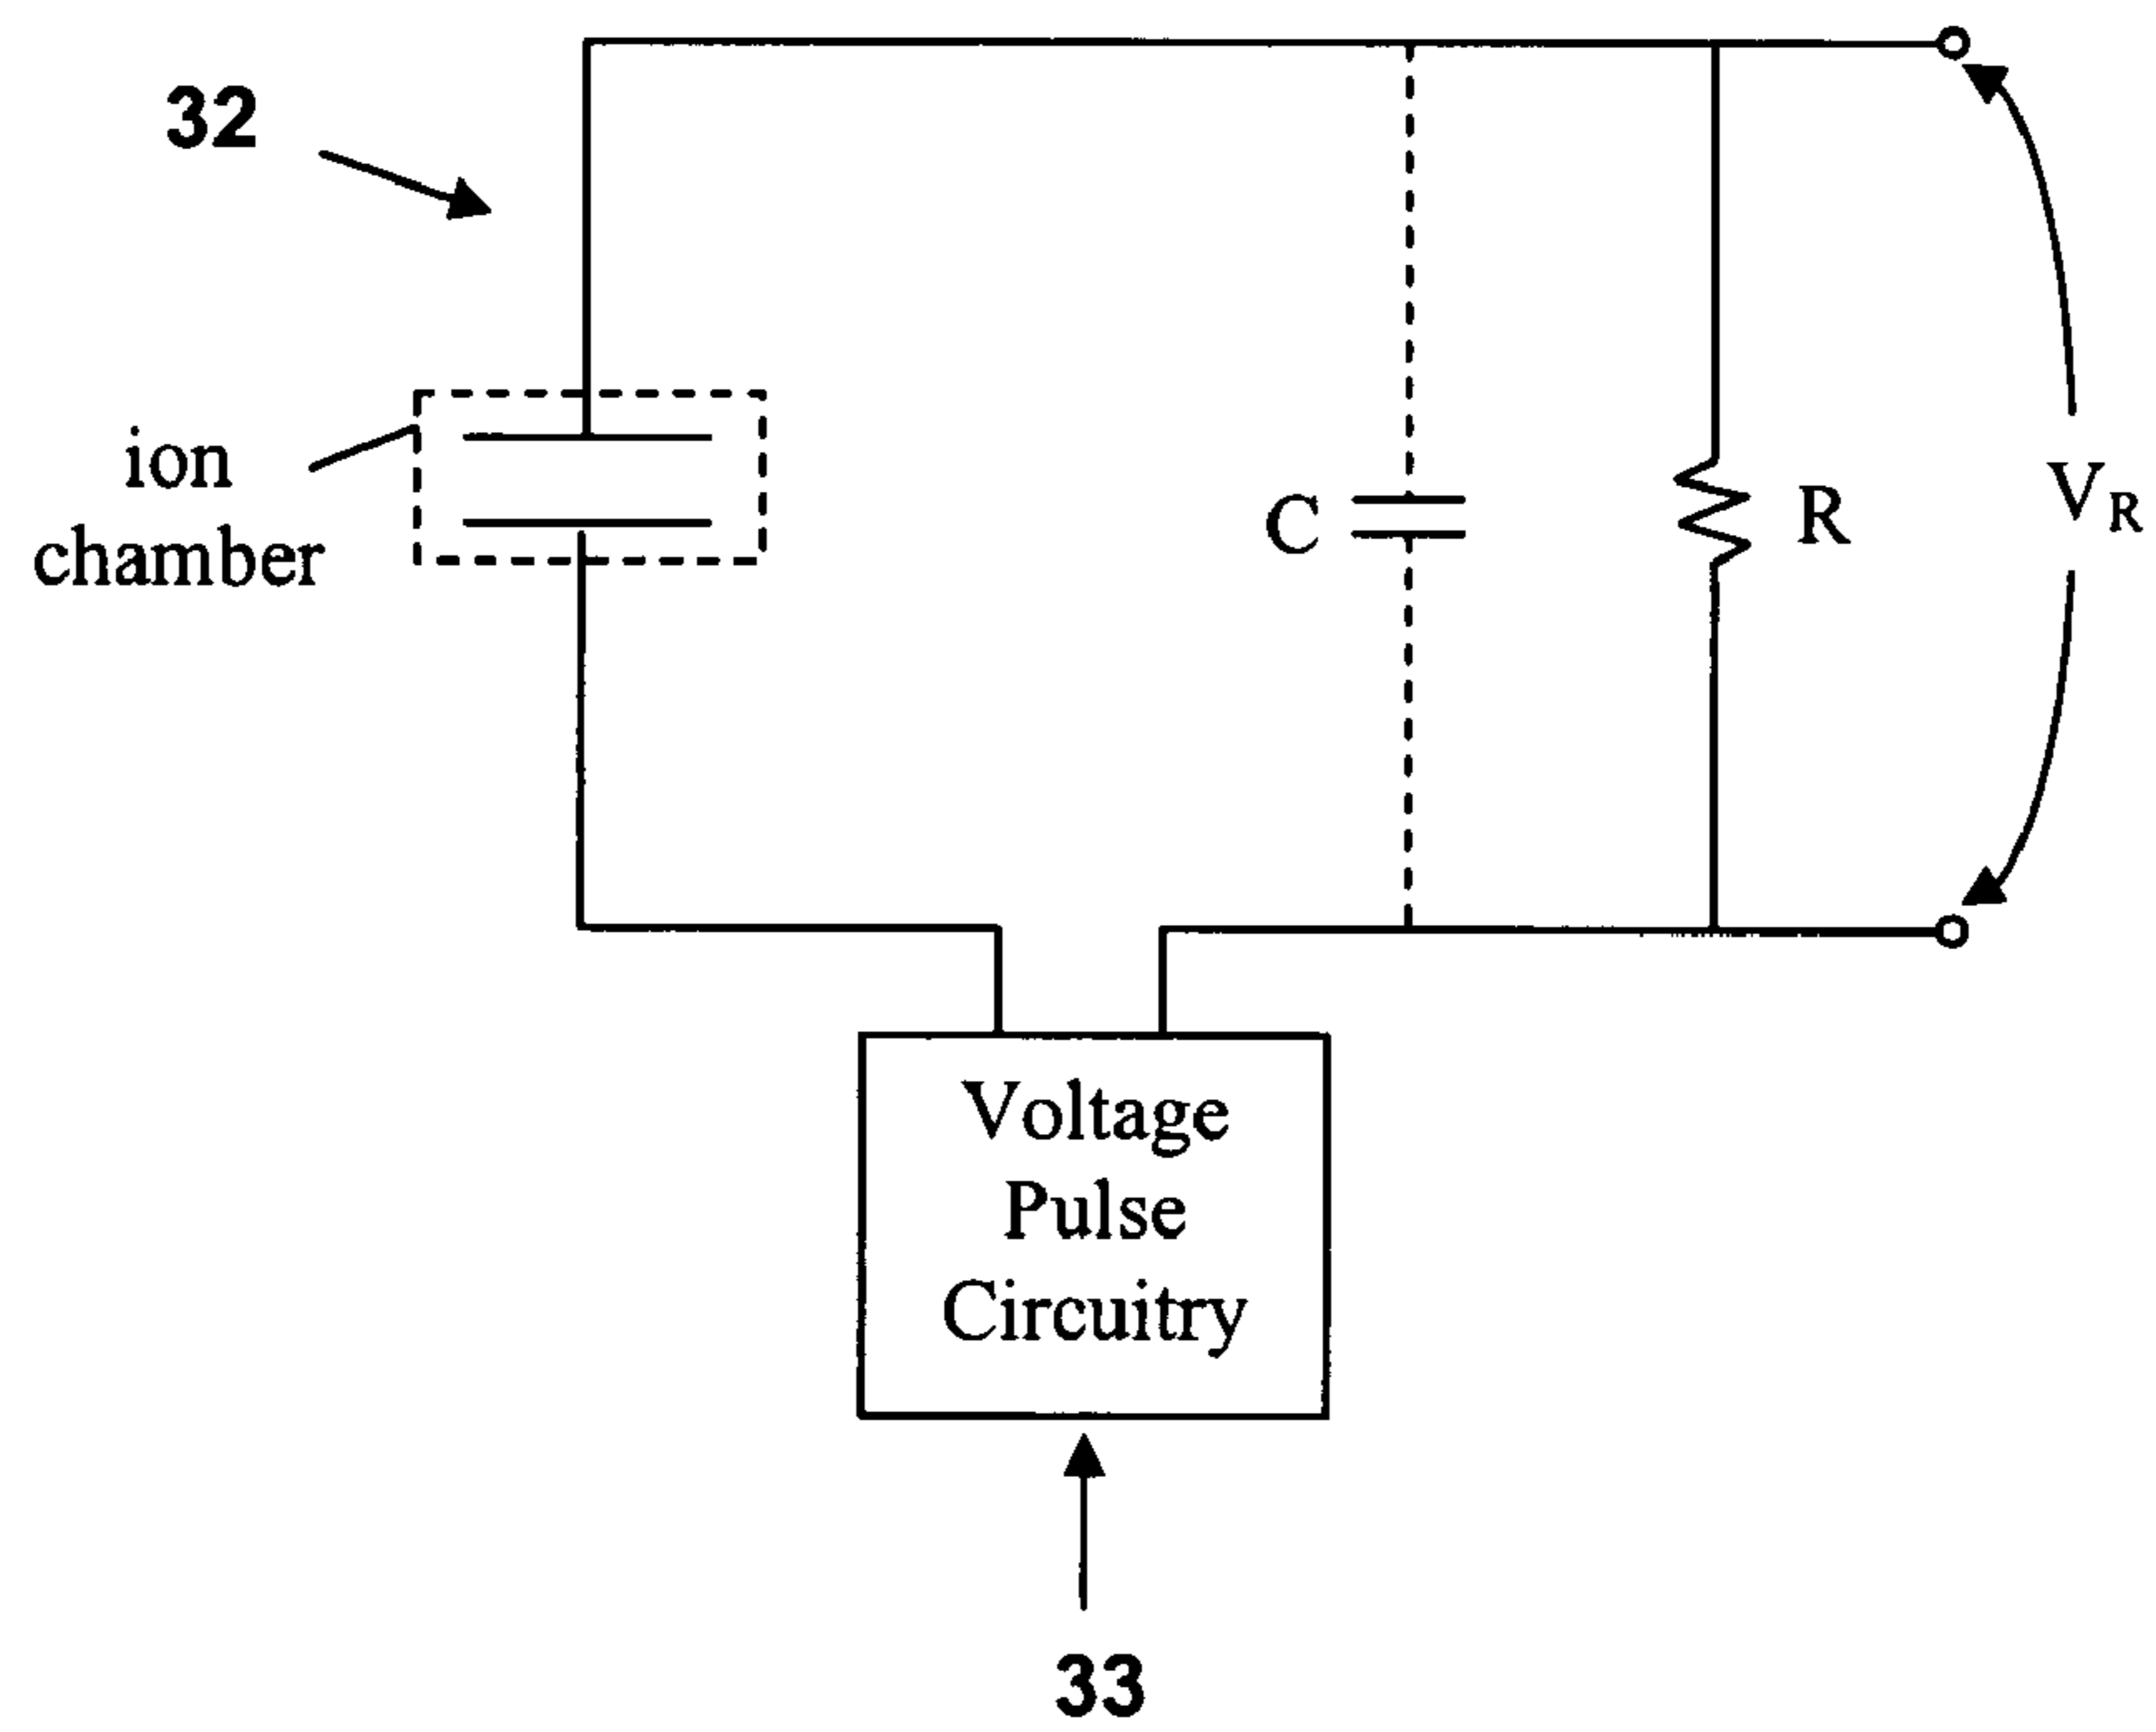 32
ion
chamber
C
R
VR
Voltage
Pulse
Circuitry
33